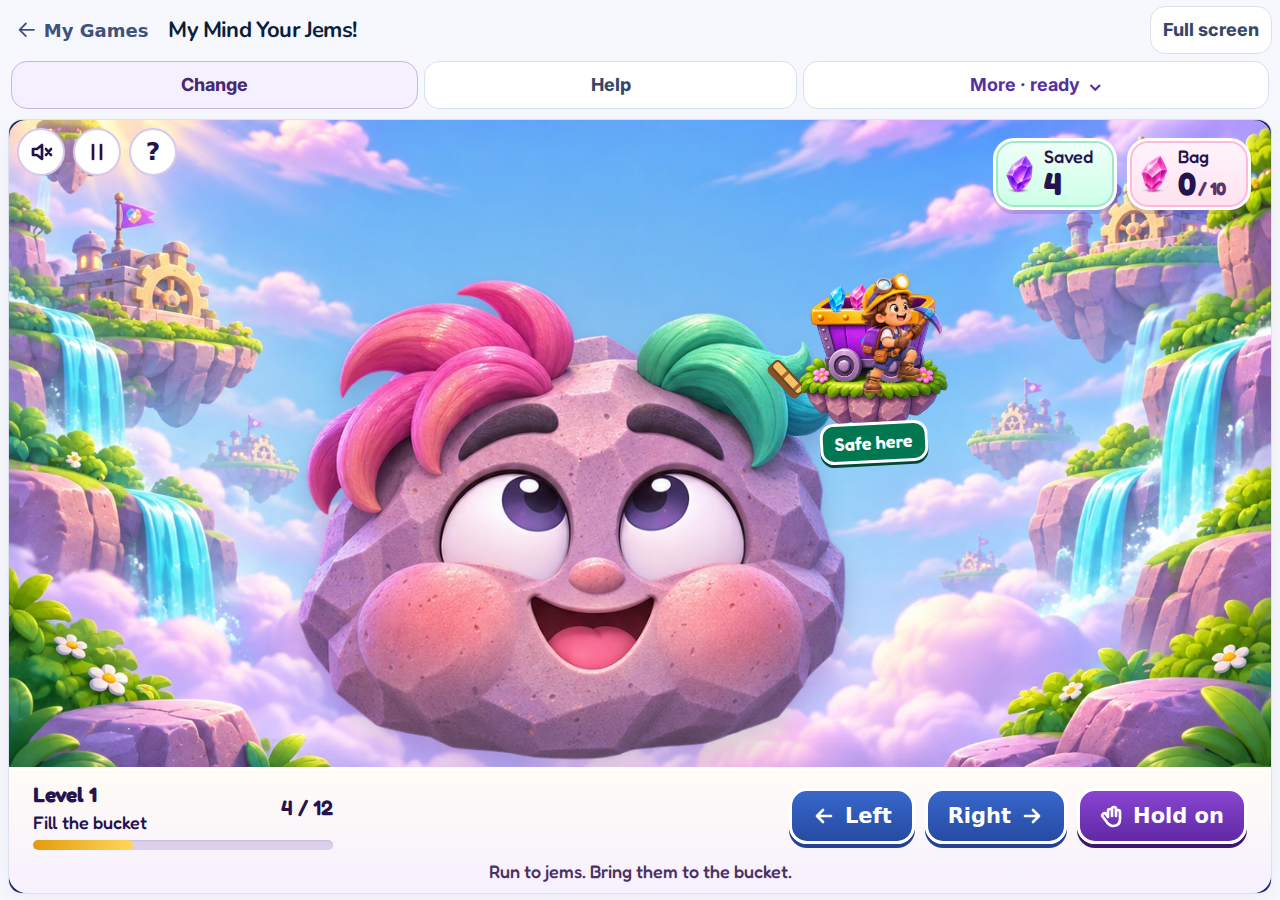 My Games
My Mind Your Jems!
Full screen
Change
Help
More · ready
?
Saved
4
Bag
0 / 10
Safe here
Level 1
Fill the bucket
4 / 12
Left
Right
Hold on
Run to jems. Bring them to the bucket.